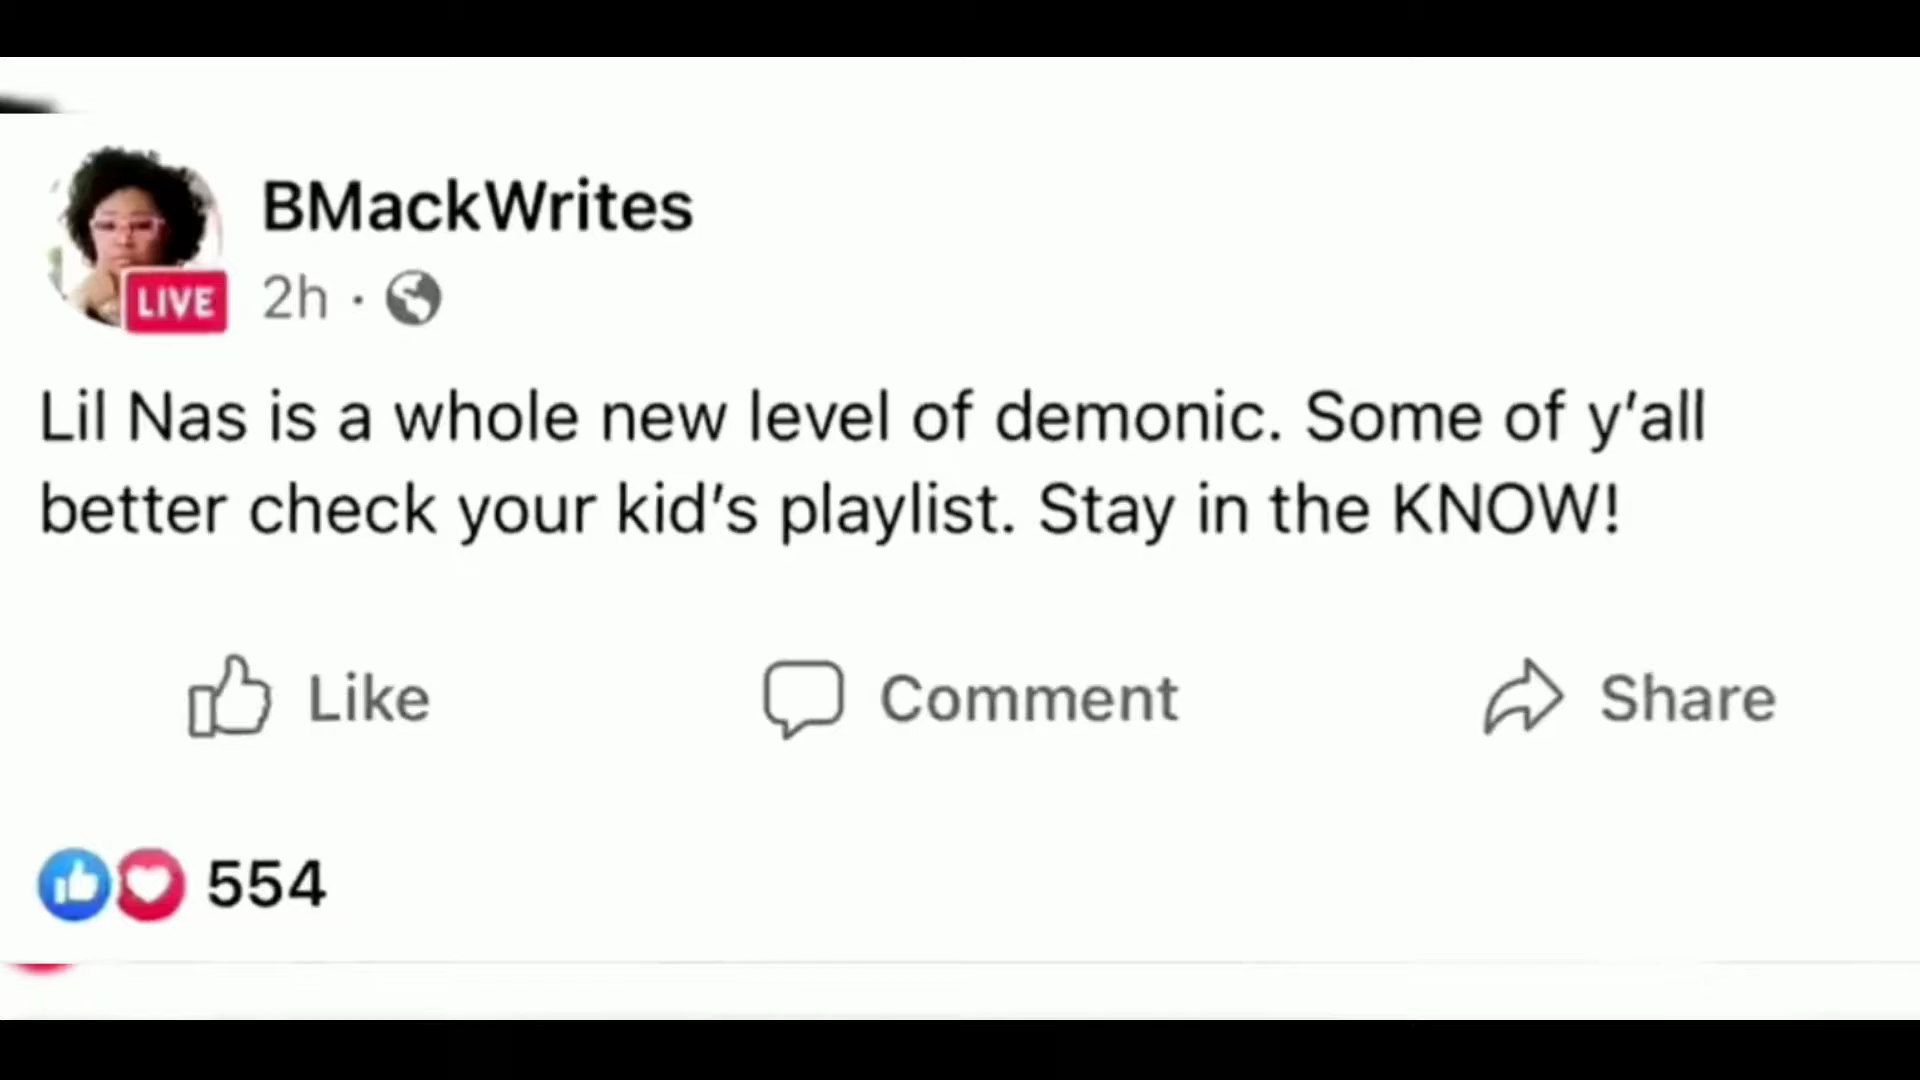 BMackWrites
LIVE
2h ·
Lil Nas is a whole new level of demonic. Some of y'all
better check your kid's playlist. Stay in the KNOW!
Like
Comment
Share
554